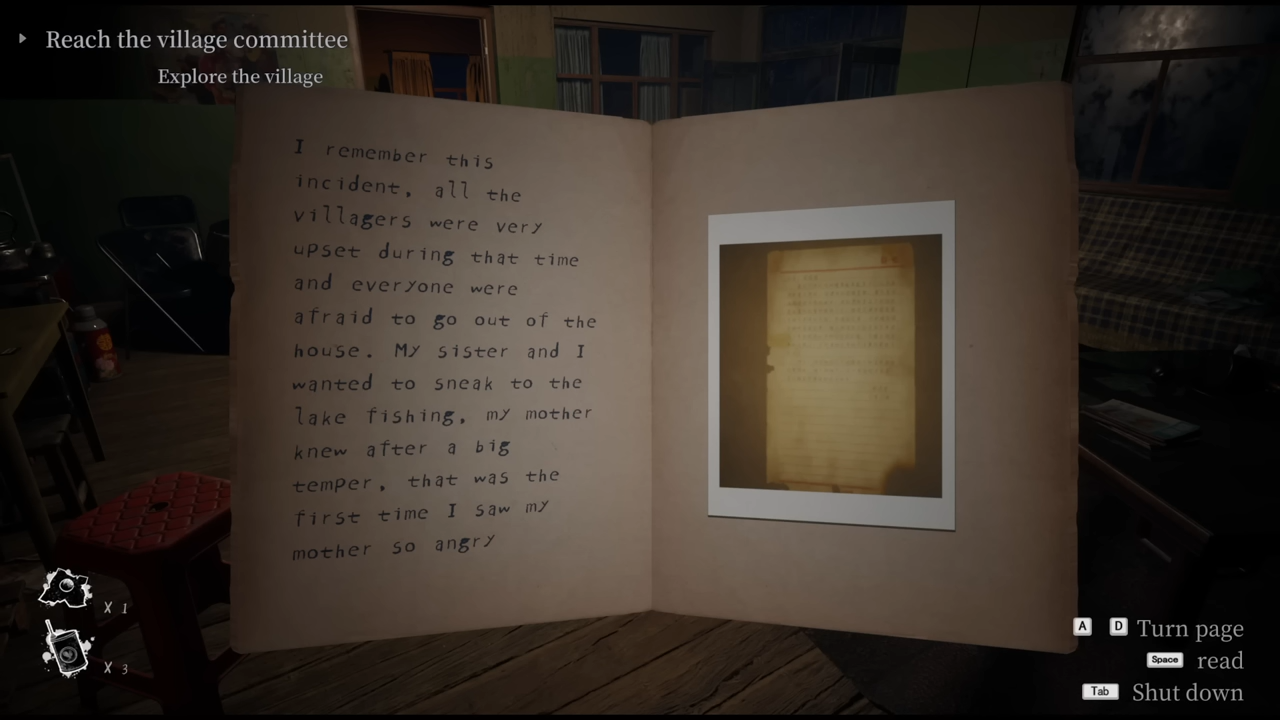 Reach the village committee
Explore the village
I remember this
incident, all the
villagers were very
upset during that time
and everyone were
afraid to go out of the
house. My sister and I
wanted to sneak to the
lake fishing, my mother
knew after a big
temper, that was the
first time I saw my
mother so angry
X 1
X 3
A D Turn page
Space read
Tab Shut down